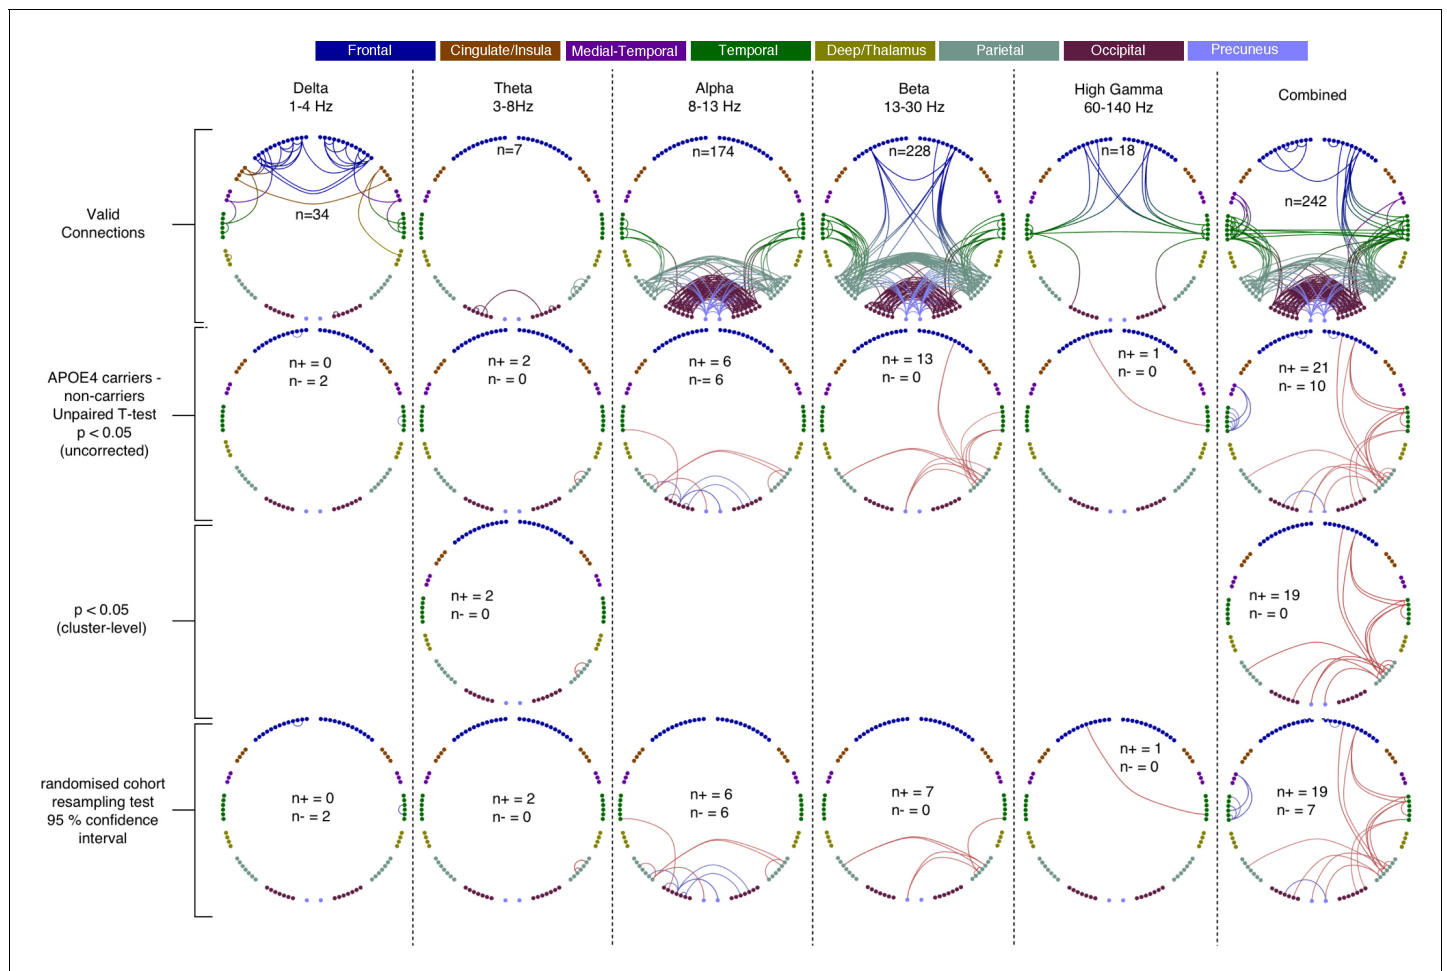 Frontal
Cingulate/Insula
Medial-Temporal
Temporal
Deep/Thalamus
Parietal
Occipital
Precuneus
Delta
1-4 Hz
Theta
3-8Hz
Alpha
8-13 Hz
Beta
13-30 Hz
High Gamma
60-140 Hz
Combined
Valid
Connections
n=34
n=7
n=174
n=228
n=18
n=242
APOE4 carriers -
non-carriers
Unpaired T-test
p < 0.05
(uncorrected)
n+ = 0
n- = 2
n+ = 2
n- = 0
n+ = 6
n- = 6
n+ = 13
n- = 0
n+ = 1
n- = 0
n+ = 21
n- = 10
p < 0.05
(cluster-level)
n+ = 2
n- = 0
n+ = 19
n- = 0
randomised cohort
resampling test
95 % confidence
interval
n+ = 0
n- = 2
n+ = 2
n- = 0
n+ = 6
n- = 6
n+ = 7
n- = 0
n+ = 1
n- = 0
n+ = 19
n- = 7